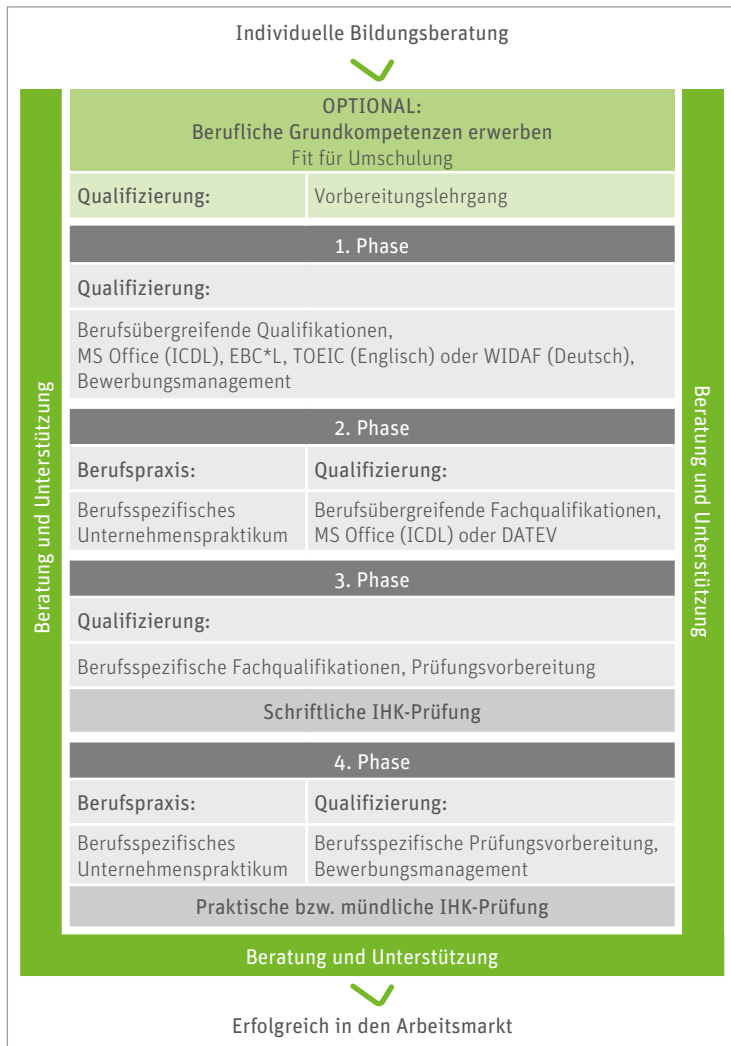 Individuelle Bildungsberatung
OPTIONAL:
Berufliche Grundkompetenzen erwerben
Fit für Umschulung
Qualifizierung:
Vorbereitungslehrgang
1. Phase
Qualifizierung:
Berufsübergreifende Qualifikationen,
MS Office (ICDL), EBC*L, TOEIC (Englisch) oder WIDAF (Deutsch),
Bewerbungsmanagement
2. Phase
Berufspraxis:
Berufsspezifisches
Unternehmenspraktikum
Qualifizierung:
Berufsübergreifende Fachqualifikationen,
MS Office (ICDL) oder DATEV
3. Phase
Qualifizierung:
Berufsspezifische Fachqualifikationen, Prüfungsvorbereitung
Schriftliche IHK-Prüfung
4. Phase
Berufspraxis:
Berufsspezifisches
Unternehmenspraktikum
Qualifizierung:
Berufsspezifische Prüfungsvorbereitung,
Bewerbungsmanagement
Praktische bzw. mündliche IHK-Prüfung
Beratung und Unterstützung
Beratung und Unterstützung
Beratung und Unterstützung
Erfolgreich in den Arbeitsmarkt